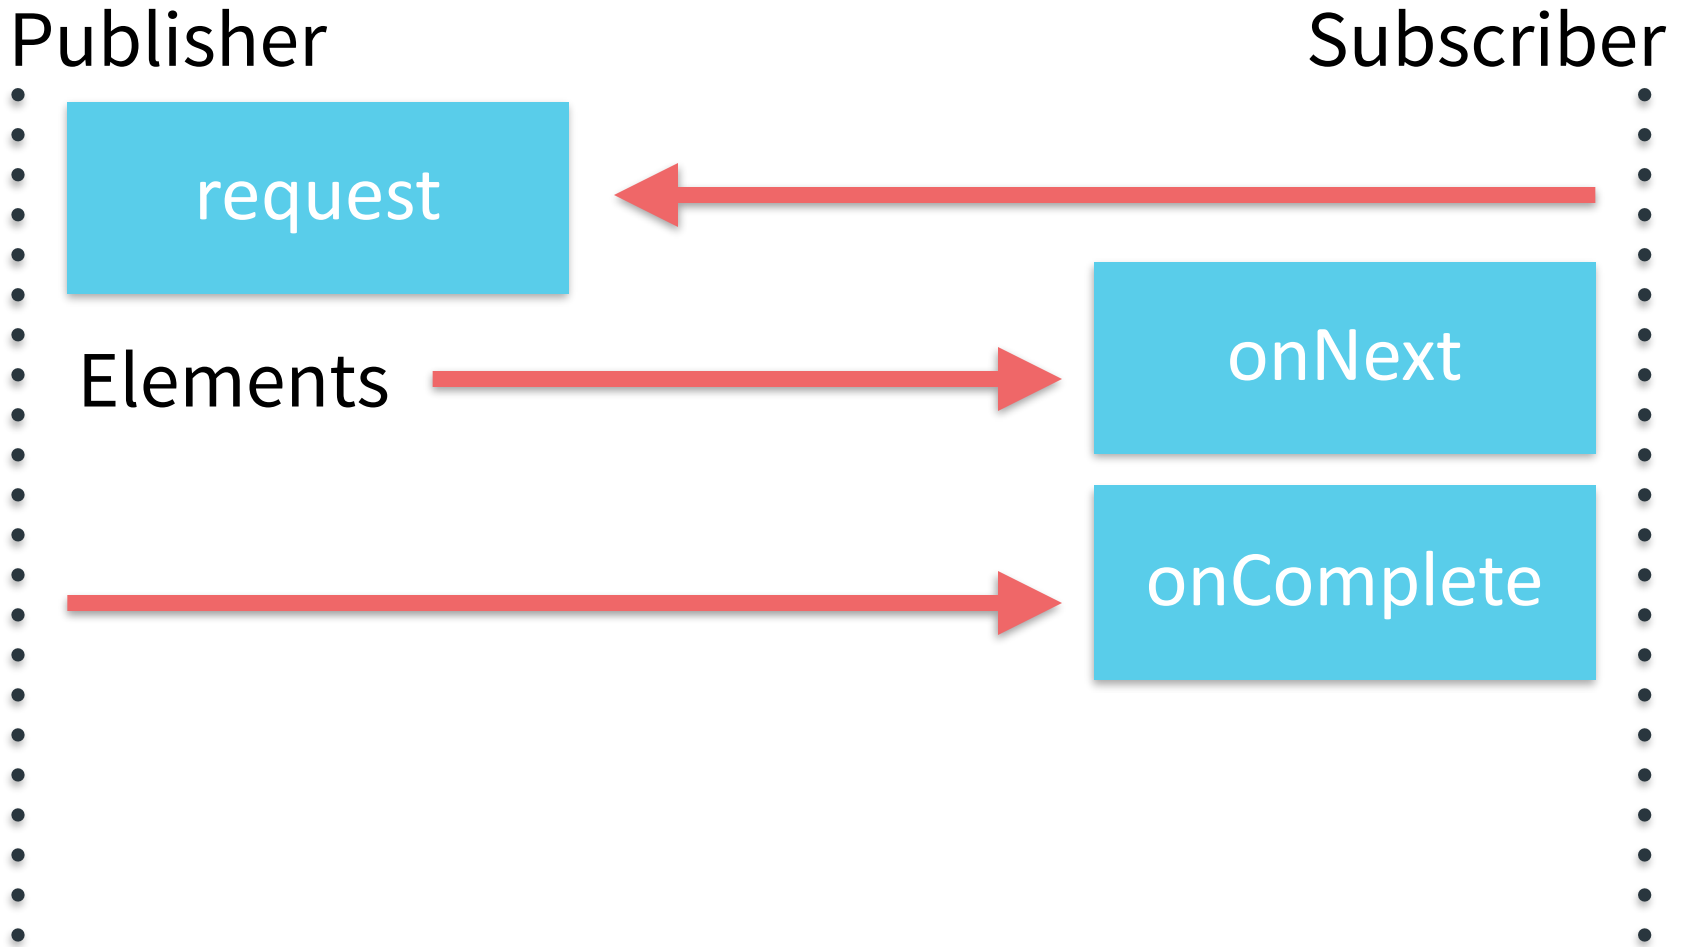 Publisher
Subscriber
request
onNext
Elements
onComplete